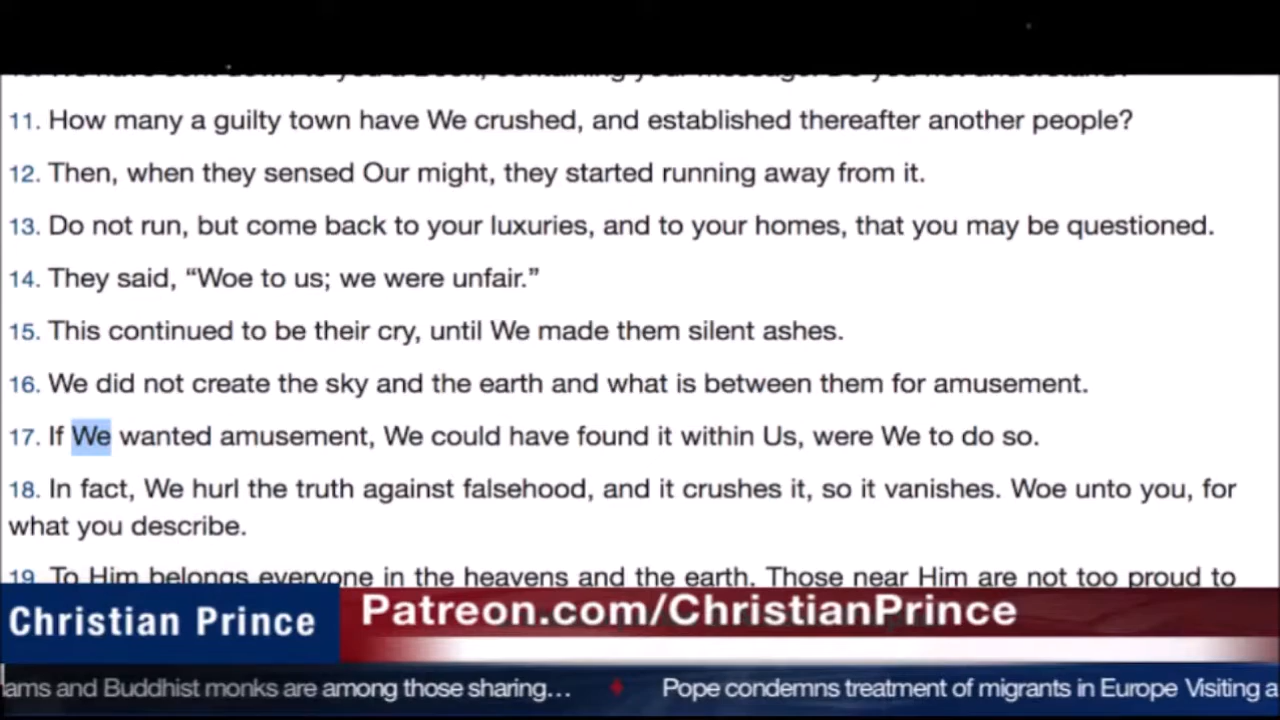 11. How many a guilty town have We crushed, and established thereafter another people?
12. Then, when they sensed Our might, they started running away from it.
13. Do not run, but come back to your luxuries, and to your homes, that you may be questioned.
14. They said, “Woe to us; we were unfair.”
15. This continued to be their cry, until We made them silent ashes.
16. We did not create the sky and the earth and what is between them for amusement.
17. If We wanted amusement, We could have found it within Us, were We to do so.
18. In fact, We hurl the truth against falsehood, and it crushes it, so it vanishes. Woe unto you, for
what you describe.
19. To Him belongs everyone in the heavens and the earth. Those near Him are not too proud to
Christian Prince
Patreon.com/ChristianPrince
ams and Buddhist monks are among those sharing... Pope condemns treatment of migrants in Europe Visiting a